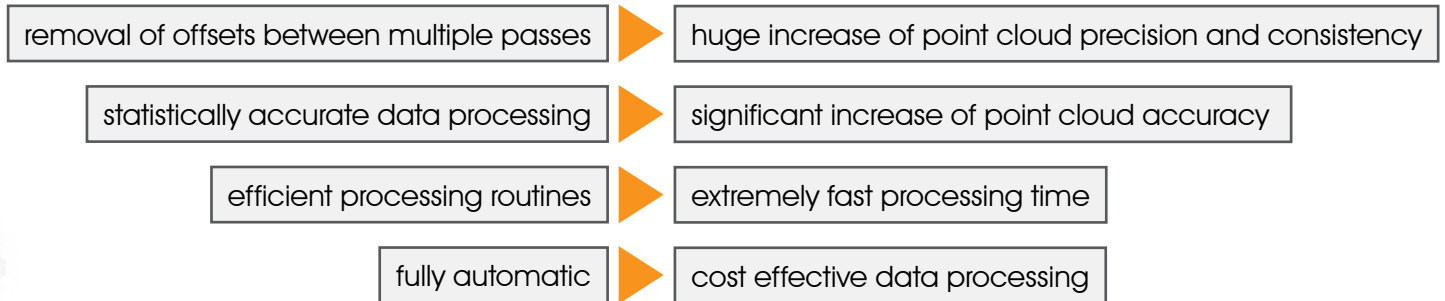 removal of offsets between multiple passes
huge increase of point cloud precision and consistency
statistically accurate data processing
significant increase of point cloud accuracy
efficient processing routines
extremely fast processing time
fully automatic
cost effective data processing